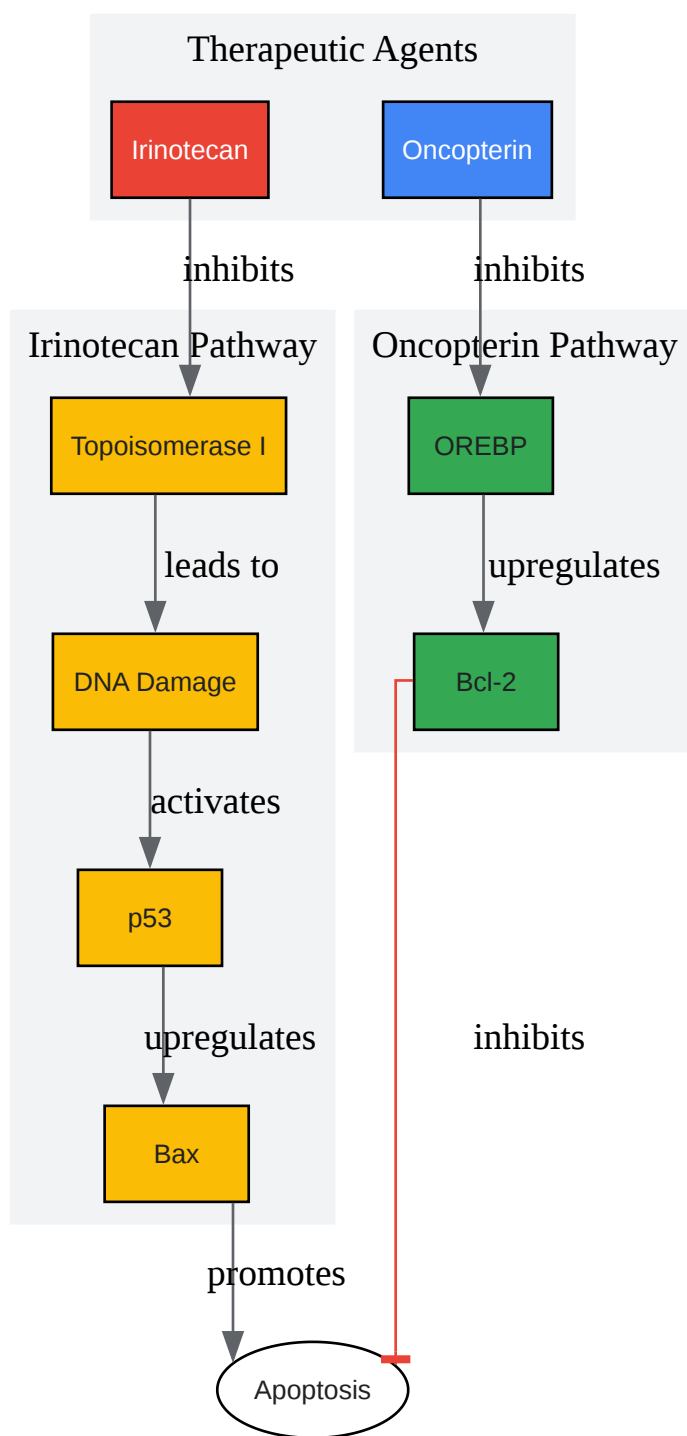 Therapeutic Agents
Irinotecan
Oncopterin
inhibits
inhibits
Irinotecan Pathway
Oncopterin Pathway
Topoisomerase I
OREBP
leads to
upregulates
DNA Damage
Bcl-2
activates
p53
upregulates
inhibits
Bax
promotes
Apoptosis